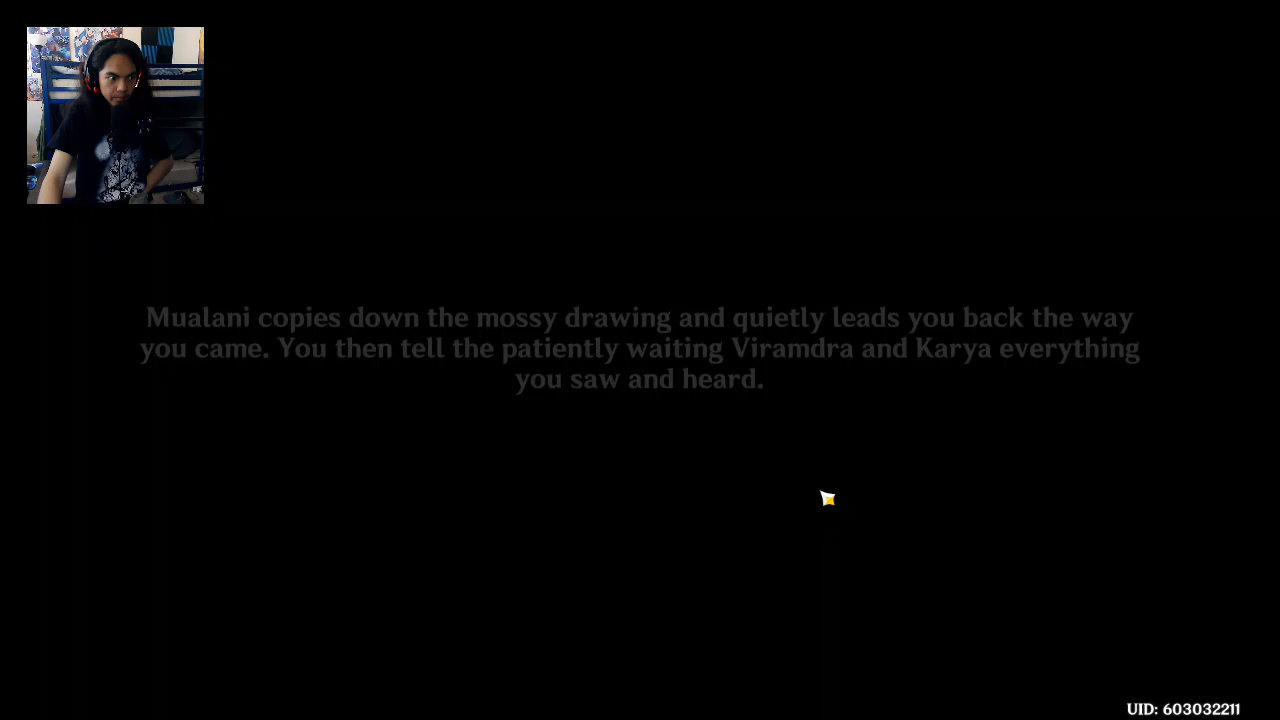 Mualani copies down the mossy drawing and quietly leads you back the way
you came. You then tell the patiently waiting Viramdra and Karya everything
you saw and heard.
UID: 603032211